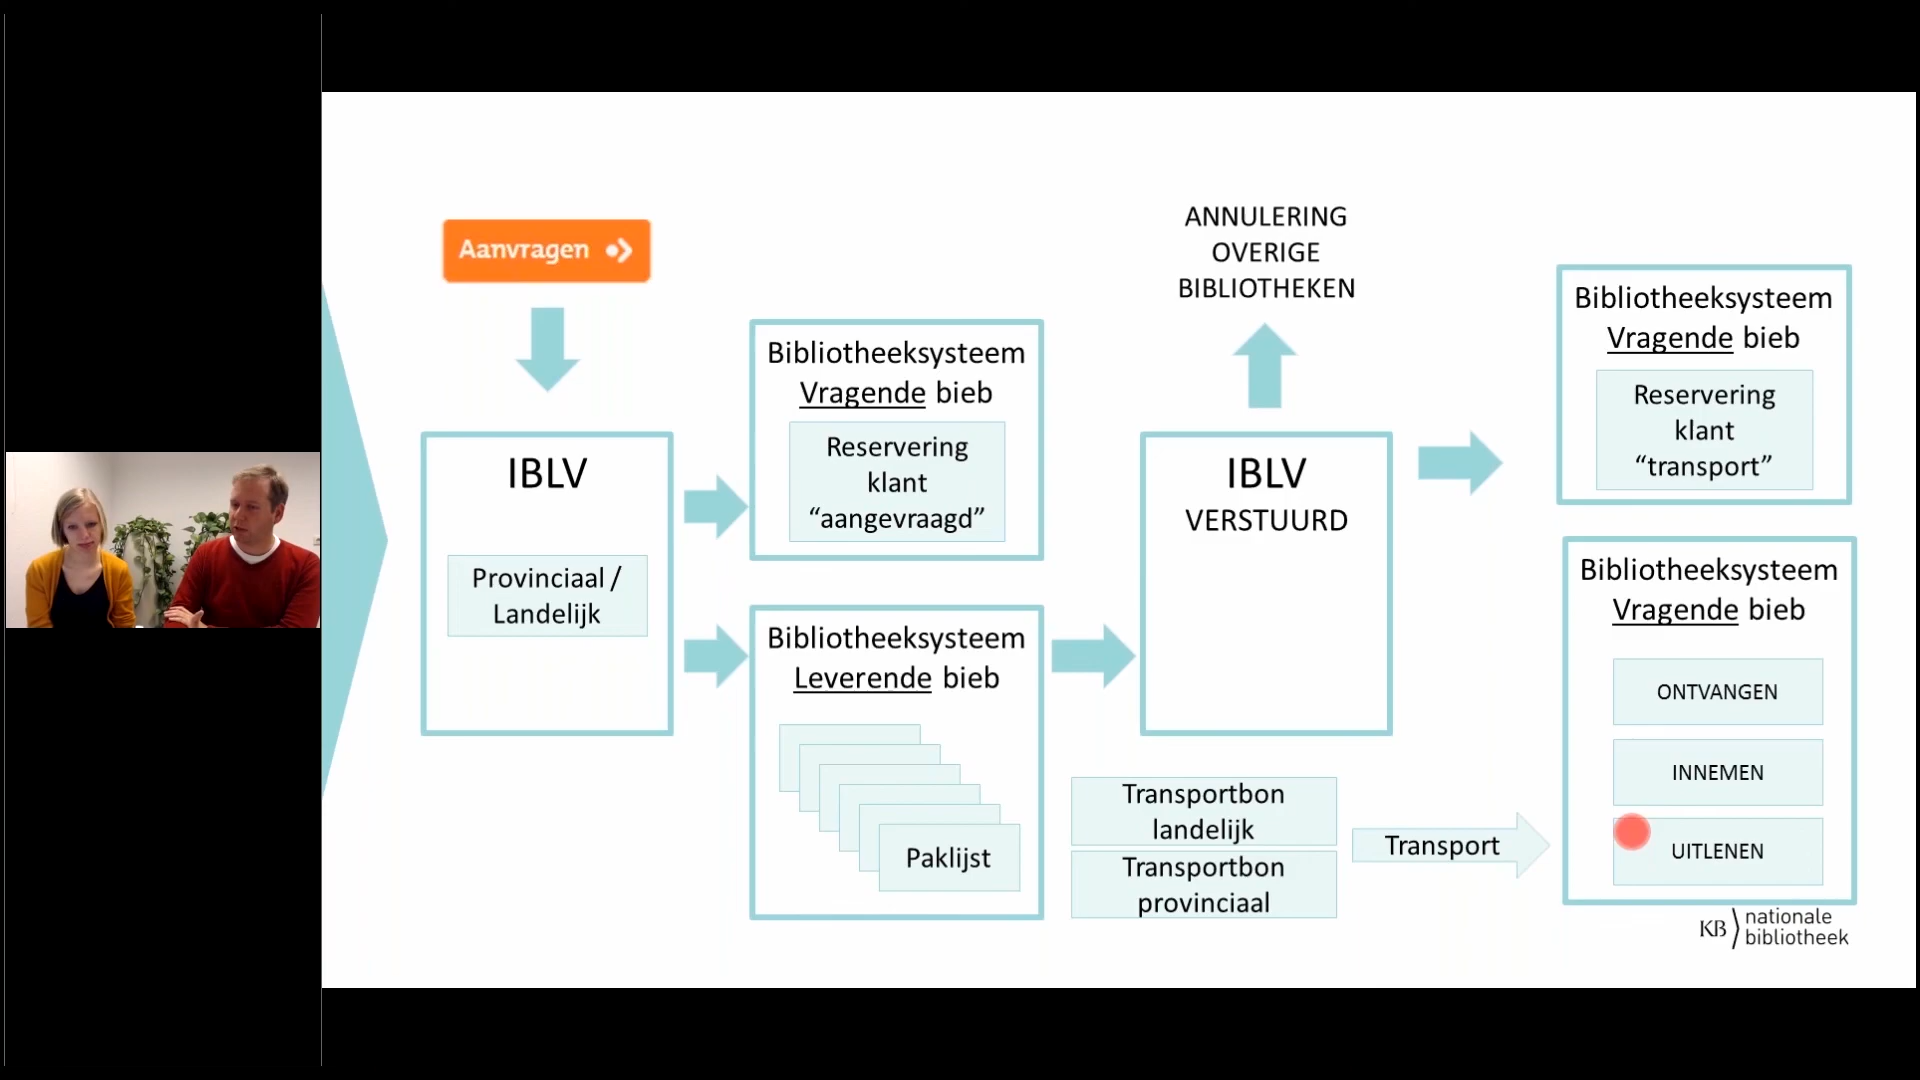 Aanvragen
IBLV
Provinciaal /
Landelijk
Bibliotheeksysteem
Vragende bieb
Reservering
klant
“aangevraagd”
Bibliotheeksysteem
Leverende bieb
Paklijst
ANNULERING
OVERIGE
BIBLIOTHEKEN
IBLV
VERSTUURD
Transportbon
landelijk
Transportbon
provinciaal
Transport
Bibliotheeksysteem
Vragende bieb
Reservering
klant
“transport”
Bibliotheeksysteem
Vragende bieb
ONTVANGEN
INNEMEN
UITLENEN
KB nationale
bibliotheek